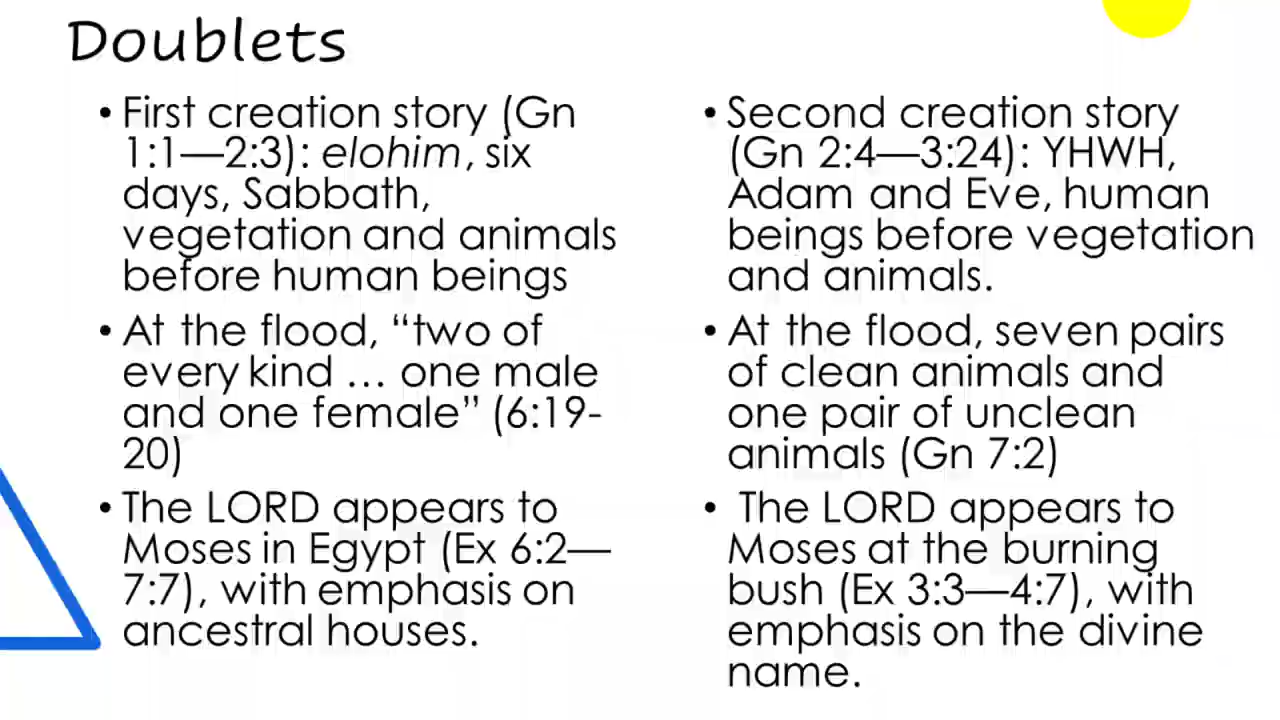 Doublets
• First creation story (Gn
1:1—2:3): elohim, six
days, Sabbath,
vegetation and animals
before human beings
• At the flood, “two of
every kind … one male
and one female” (6:19-
20)
• The LORD appears to
Moses in Egypt (Ex 6:2—
7:7), with emphasis on
ancestral houses.
• Second creation story
(Gn 2:4—3:24): YHWH,
Adam and Eve, human
beings before vegetation
and animals.
• At the flood, seven pairs
of clean animals and
one pair of unclean
animals (Gn 7:2)
• The LORD appears to
Moses at the burning
bush (Ex 3:3—4:7), with
emphasis on the divine
name.